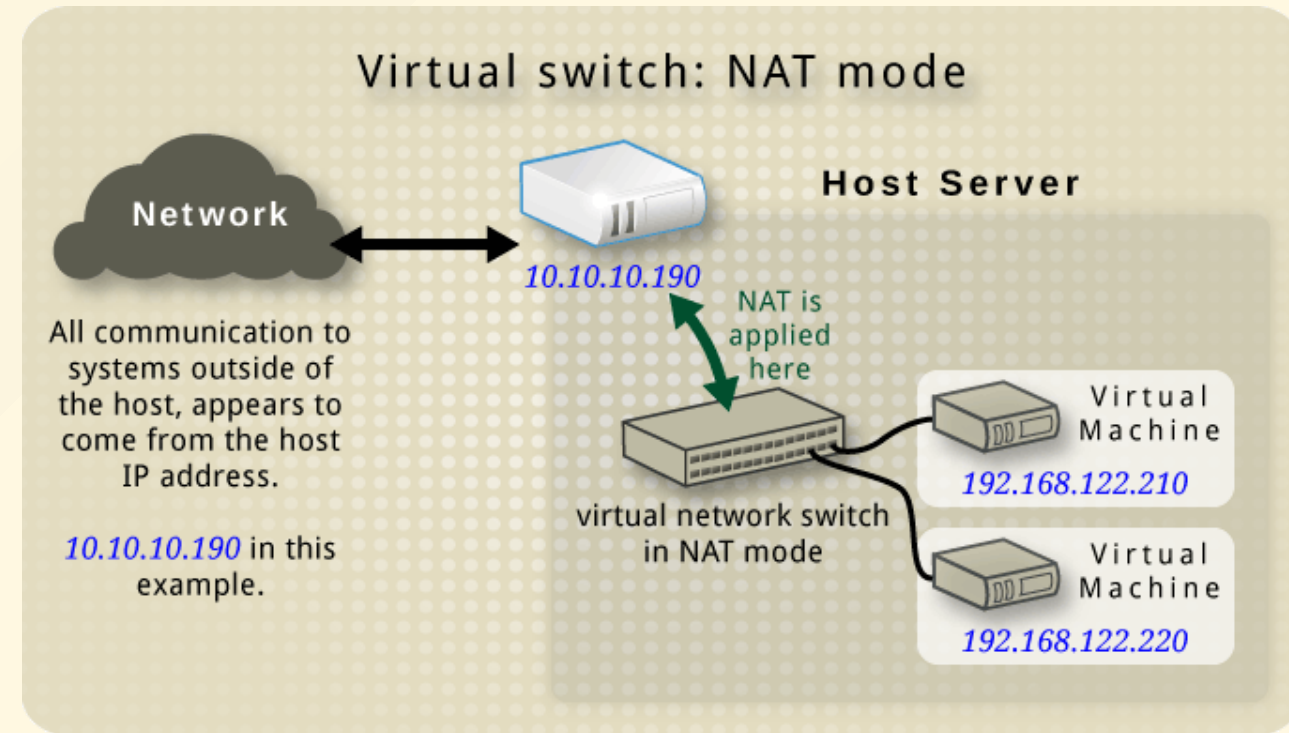 Virtual switch: NAT mode
Network
Host Server
10.10.10.190
NAT is
applied
here
All communication to
systems outside of
the host, appears to
come from the host
IP address.
10.10.10.190 in this
example.
virtual network switch
in NAT mode
Virtual
Machine
192.168.122.210
Virtual
Machine
192.168.122.220